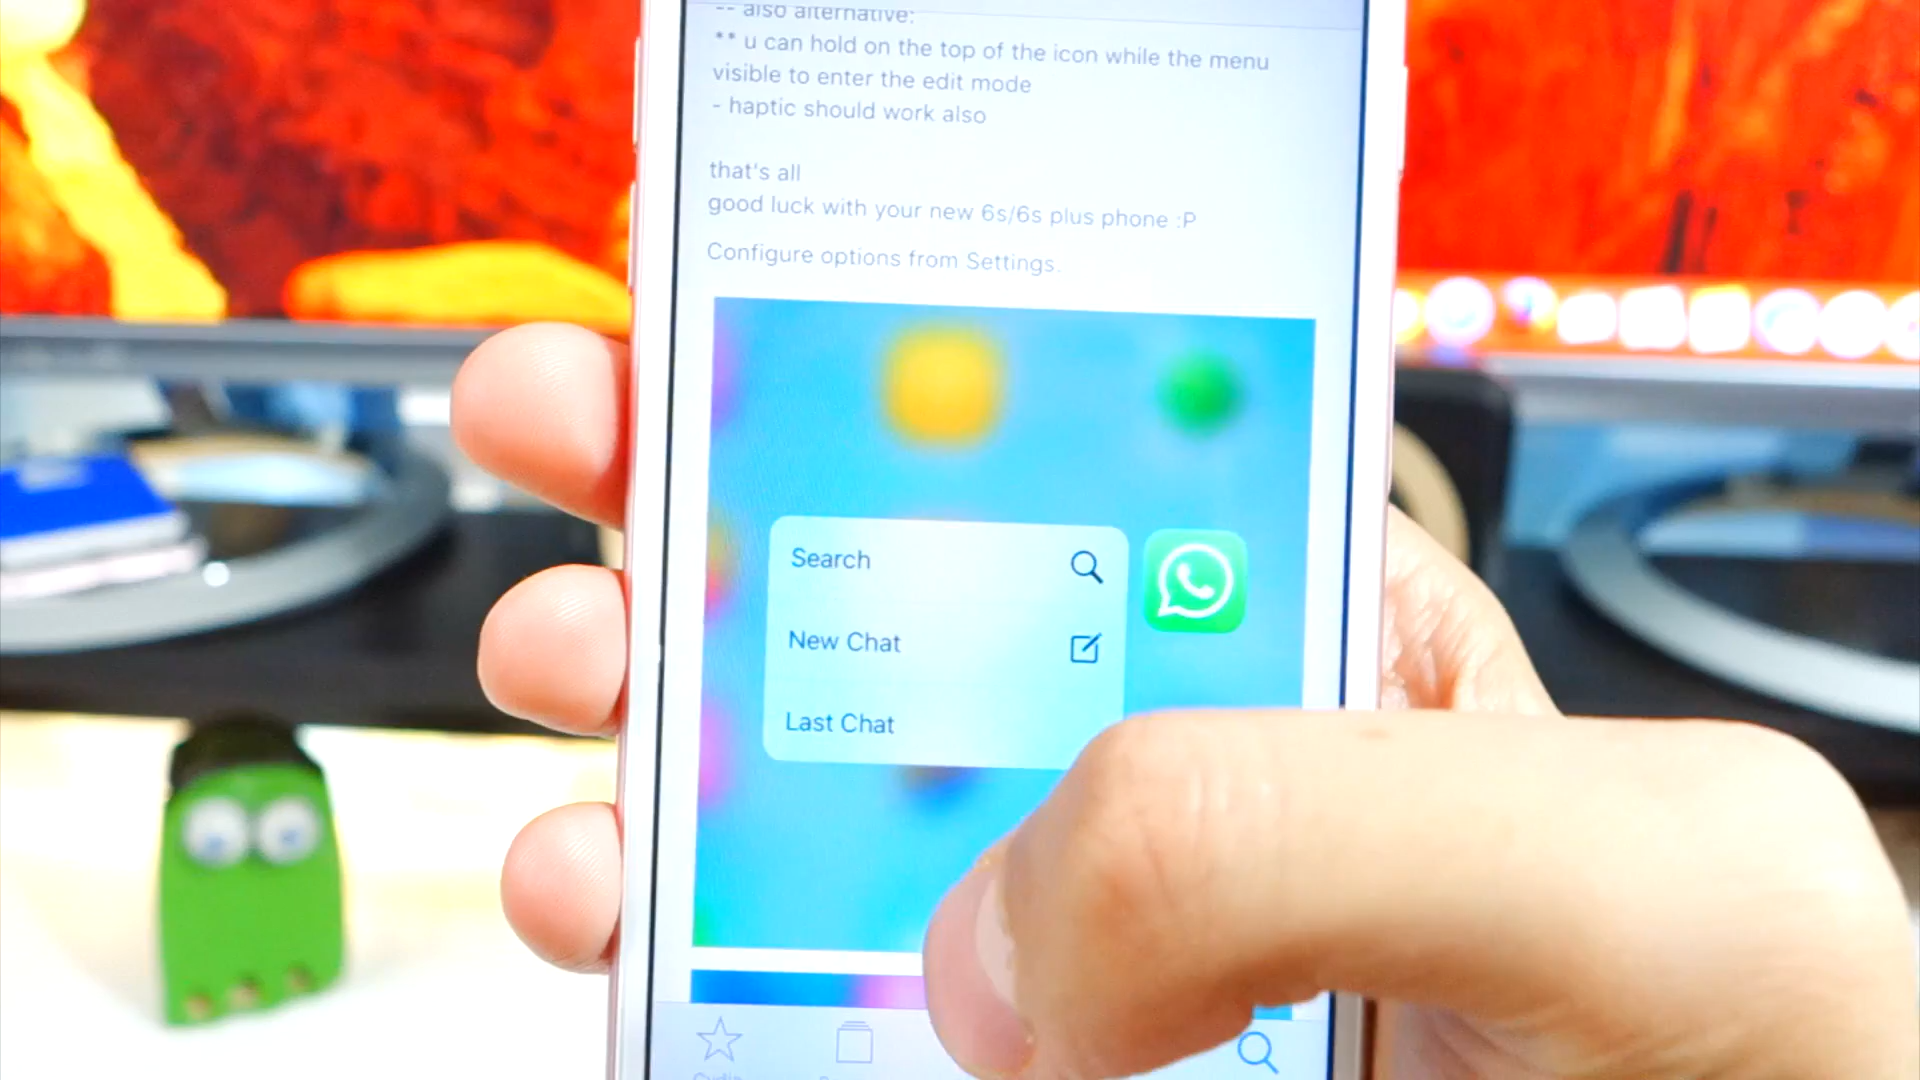 -- also alternative:
** u can hold on the top of the icon while the menu
visible to enter the edit mode
- haptic should work also
that's all
good luck with your new 6s/6s plus phone :P
Configure options from Settings.
Search
New Chat
Last Chat
Cydia